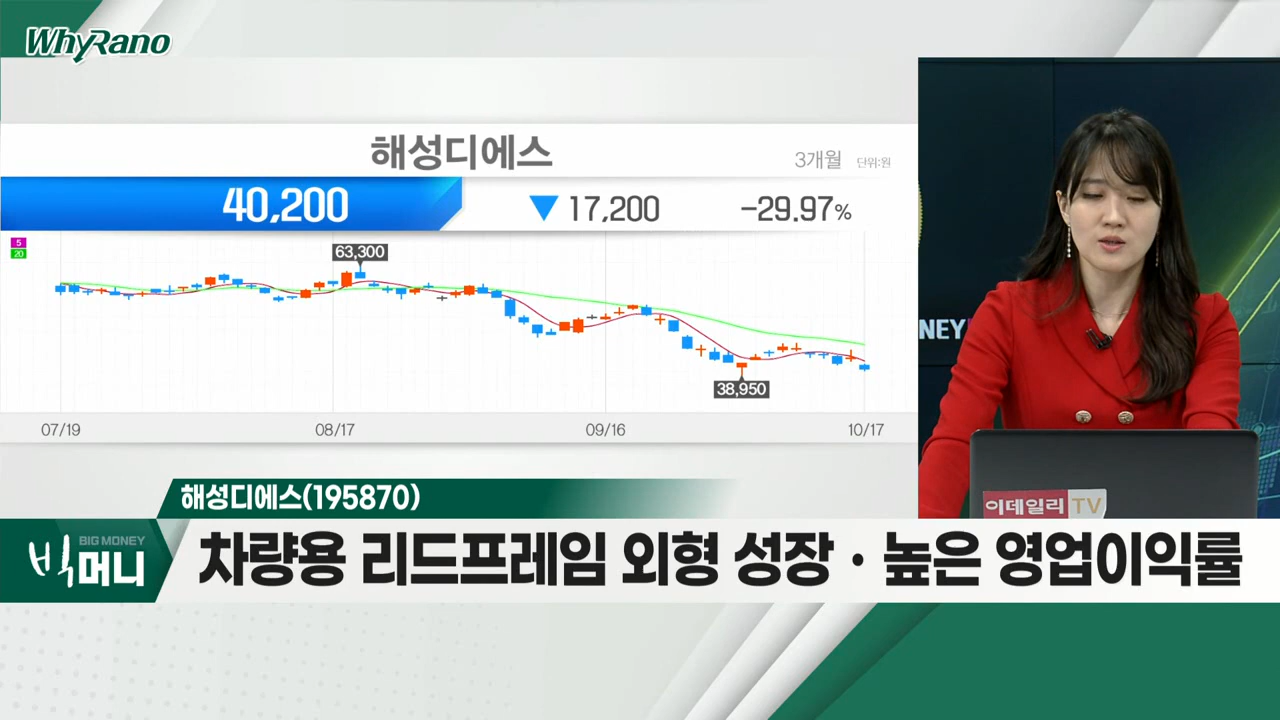 WhyRano
해성디에스
3개월 단위:원
40,200 ▼ 17,200 -29.97%
5
20
63,300
38,950
07/19 08/17 09/16 10/17
NEY
이데일리 TV
해성디에스(195870)
BIG MONEY
빅머니
차량용 리드프레임 외형 성장·높은 영업이익률